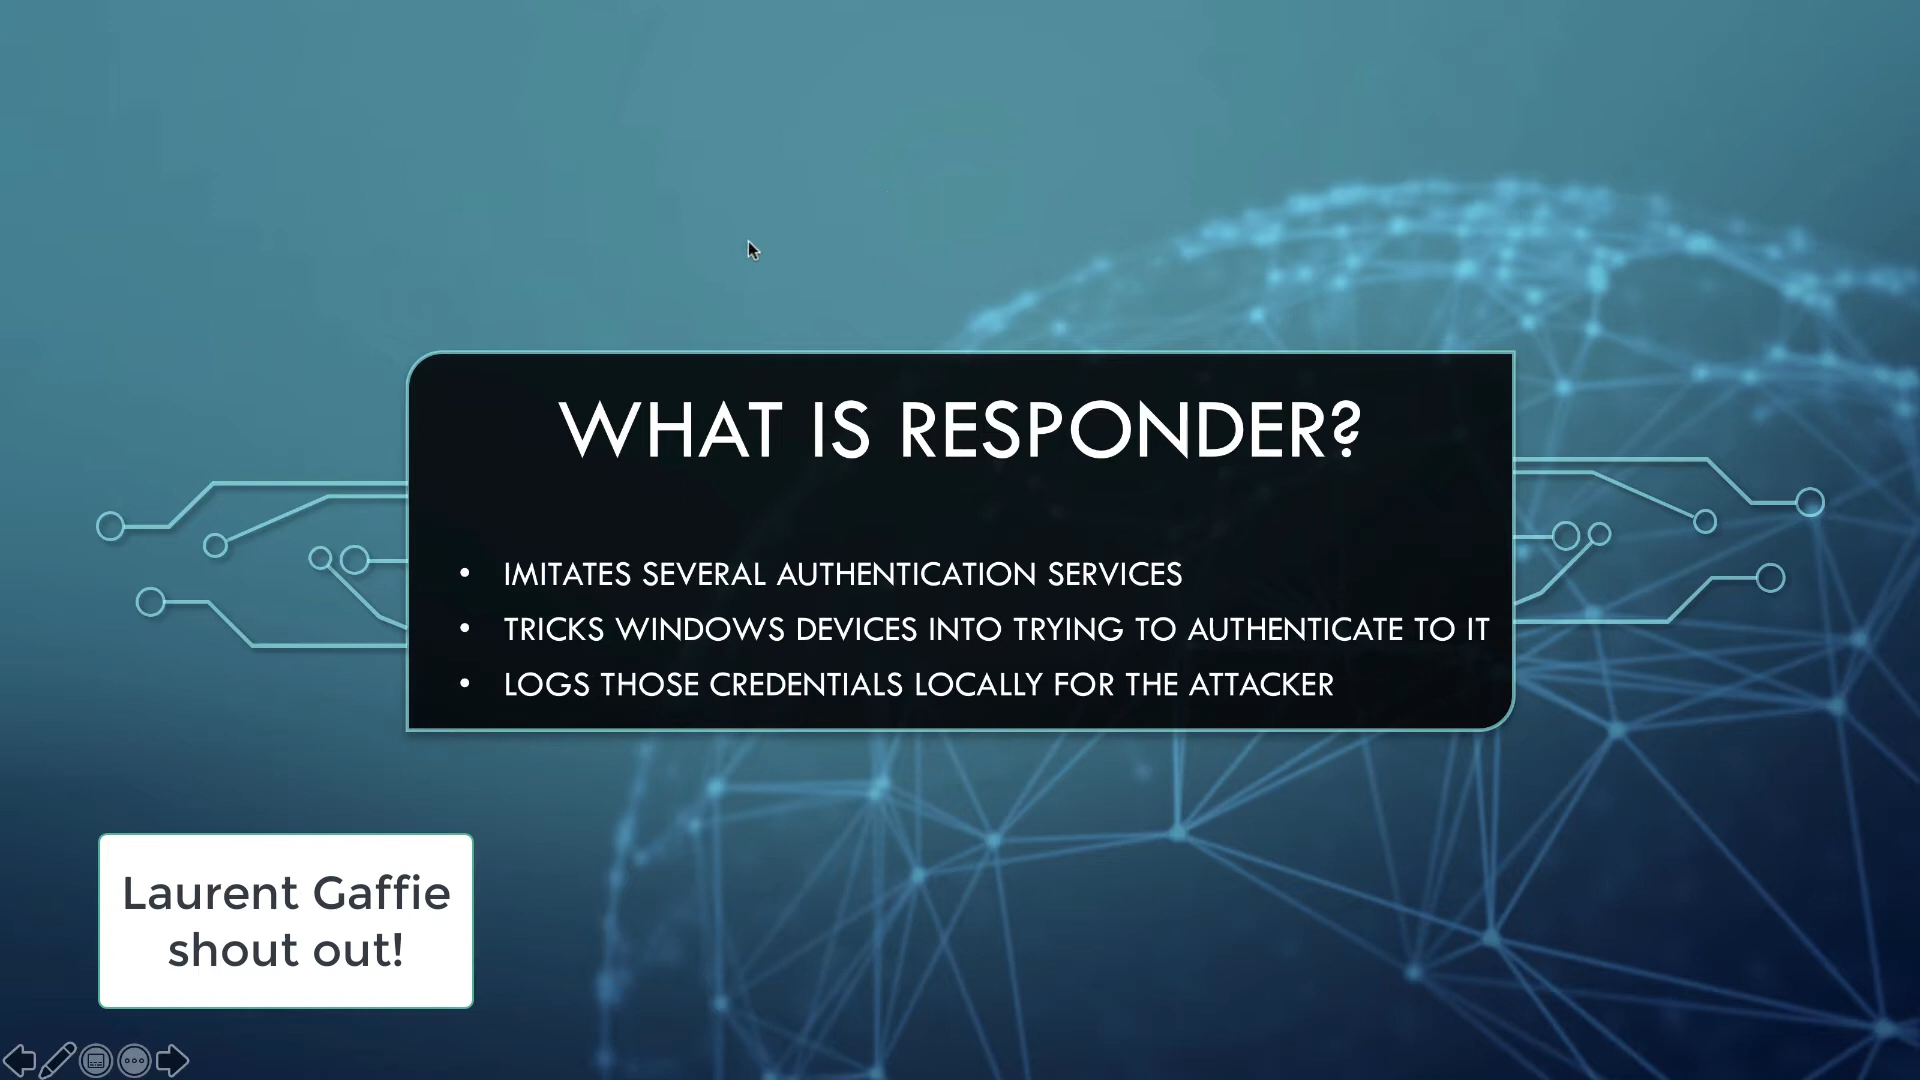 WHAT IS RESPONDER?
• IMITATES SEVERAL AUTHENTICATION SERVICES
• TRICKS WINDOWS DEVICES INTO TRYING TO AUTHENTICATE TO IT
• LOGS THOSE CREDENTIALS LOCALLY FOR THE ATTACKER
Laurent Gaffie
shout out!